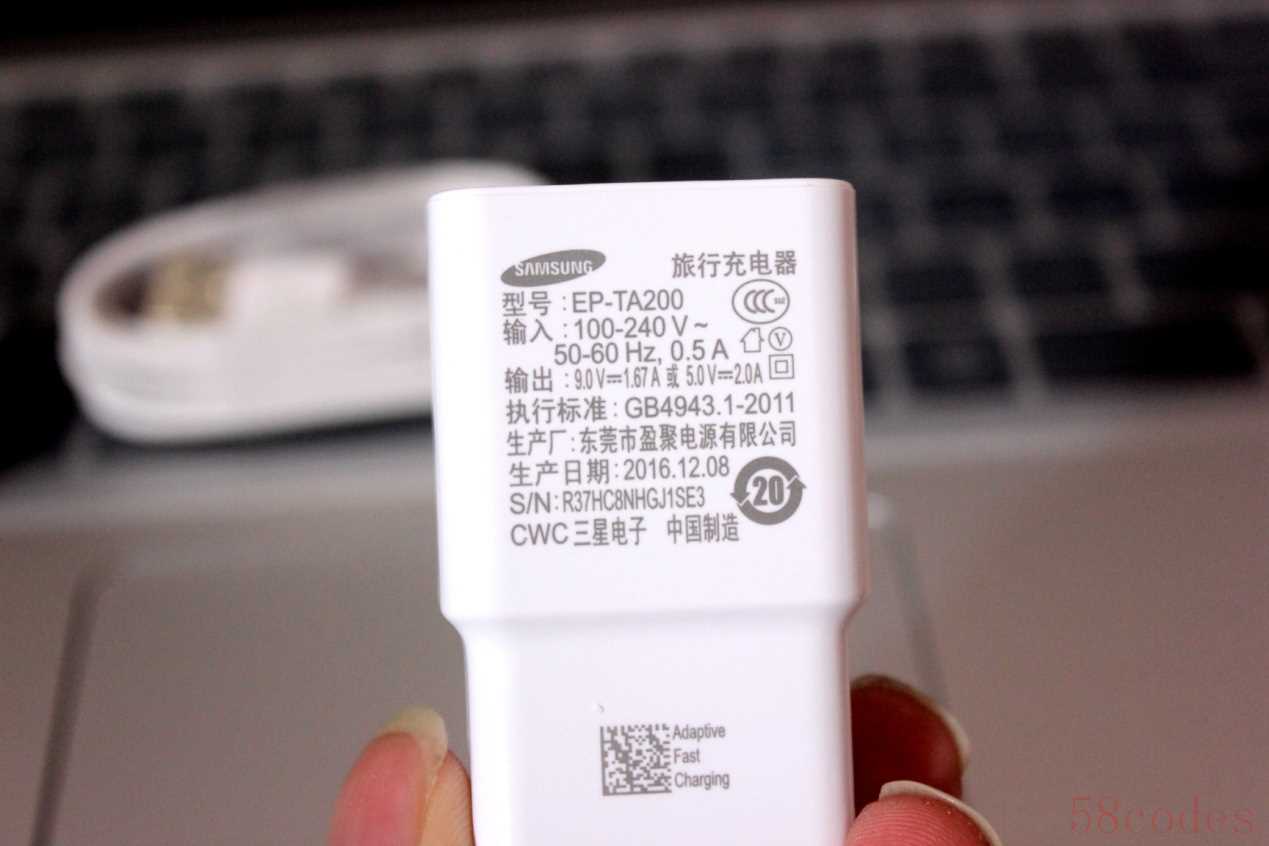 SAMSUNG 旅行充电器
型号:EP-TA200
输入:100-240 V~
50-60 Hz, 0.5 A
输出:9.0 V⎓1.67 A 或 5.0 V⎓2.0A
执行标准:GB4943.1-2011
生产厂:东莞市盈聚电源有限公司
生产日期:2016.12.08
S/N:R37HC8NHGJ1SE3
CWC 三星电子 中国制造
CCC
V
20
Adaptive
Fast
Charging
58codes